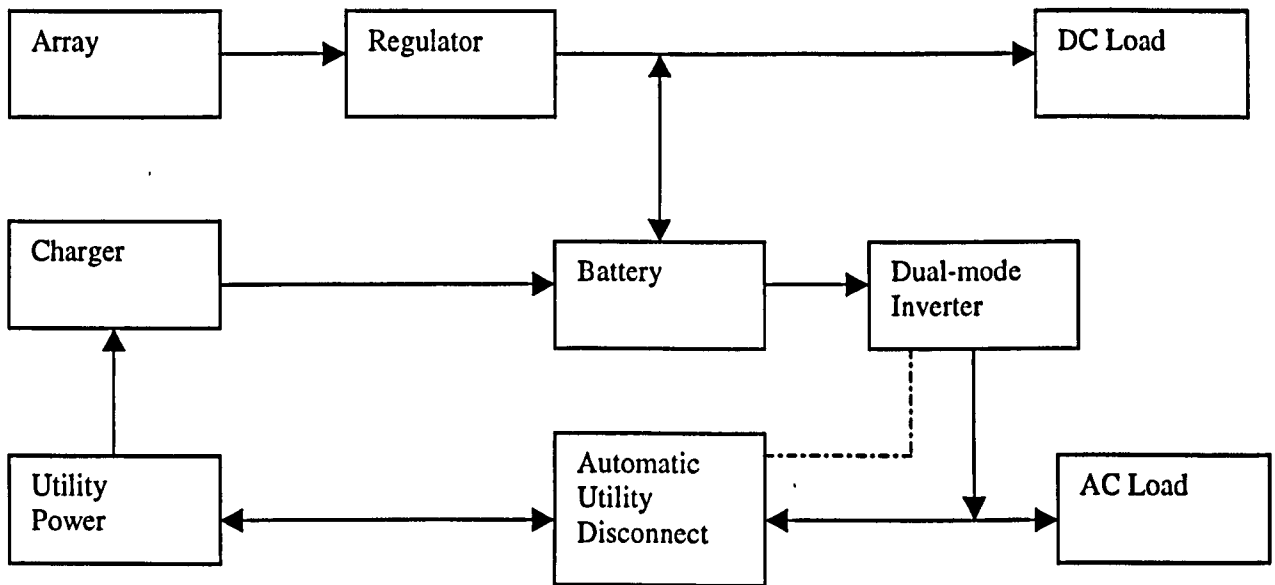 Array
Regulator
DC Load
Charger
Battery
Dual-mode
Inverter
Utility
Power
Automatic
Utility
Disconnect
AC Load